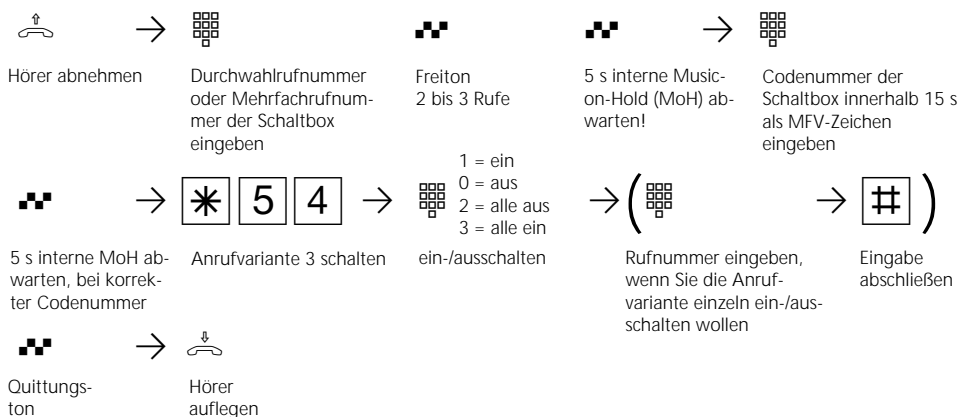 Hörer abnehmen
Durchwahlrufnummer
oder Mehrfachrufnum-
mer der Schaltbox
eingeben
Freiton
2 bis 3 Rufe
5 s interne Music-
on-Hold (MoH) ab-
warten!
Codenummer der
Schaltbox innerhalb 15 s
als MFV-Zeichen
eingeben
5 s interne MoH ab-
warten, bei korrek-
ter Codenummer
* 5 4
Anrufvariante 3 schalten
1 = ein
0 = aus
2 = alle aus
3 = alle ein
ein-/ausschalten
(
Rufnummer eingeben,
wenn Sie die Anruf-
variante einzeln ein-/aus-
schalten wollen
# )
Eingabe
abschließen
Quittungs-
ton
Hörer
auflegen